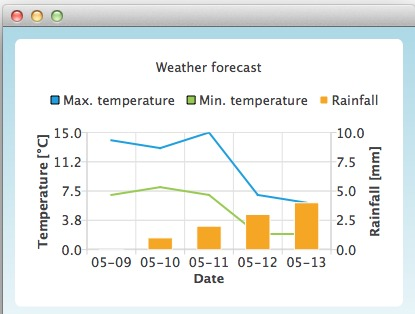 Weather forecast
Max. temperature Min. temperature Rainfall
Temperature [°C]
15.0
11.2
7.5
3.8
0.0
10.0
7.5
5.0
2.5
0.0
Rainfall [mm]
05-09 05-10 05-11 05-12 05-13
Date